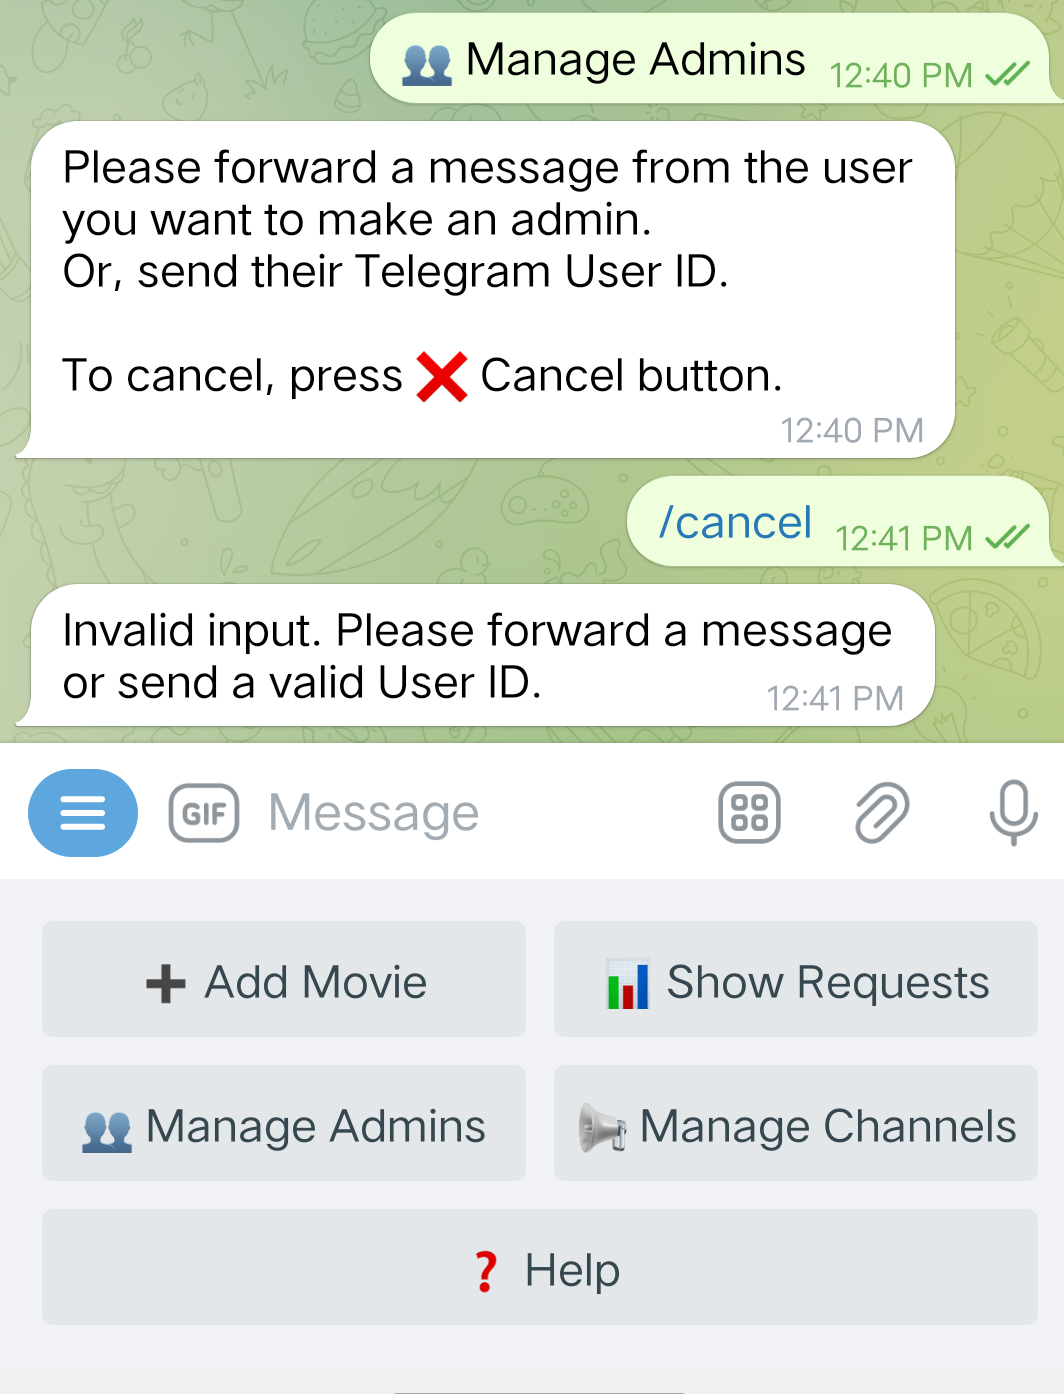 👥 Manage Admins 12:40 PM
Please forward a message from the user
you want to make an admin.
Or, send their Telegram User ID.
To cancel, press ❌ Cancel button.
12:40 PM
/cancel 12:41 PM
Invalid input. Please forward a message
or send a valid User ID.
12:41 PM
GIF Message
➕ Add Movie
📊 Show Requests
👥 Manage Admins
📢 Manage Channels
❓ Help